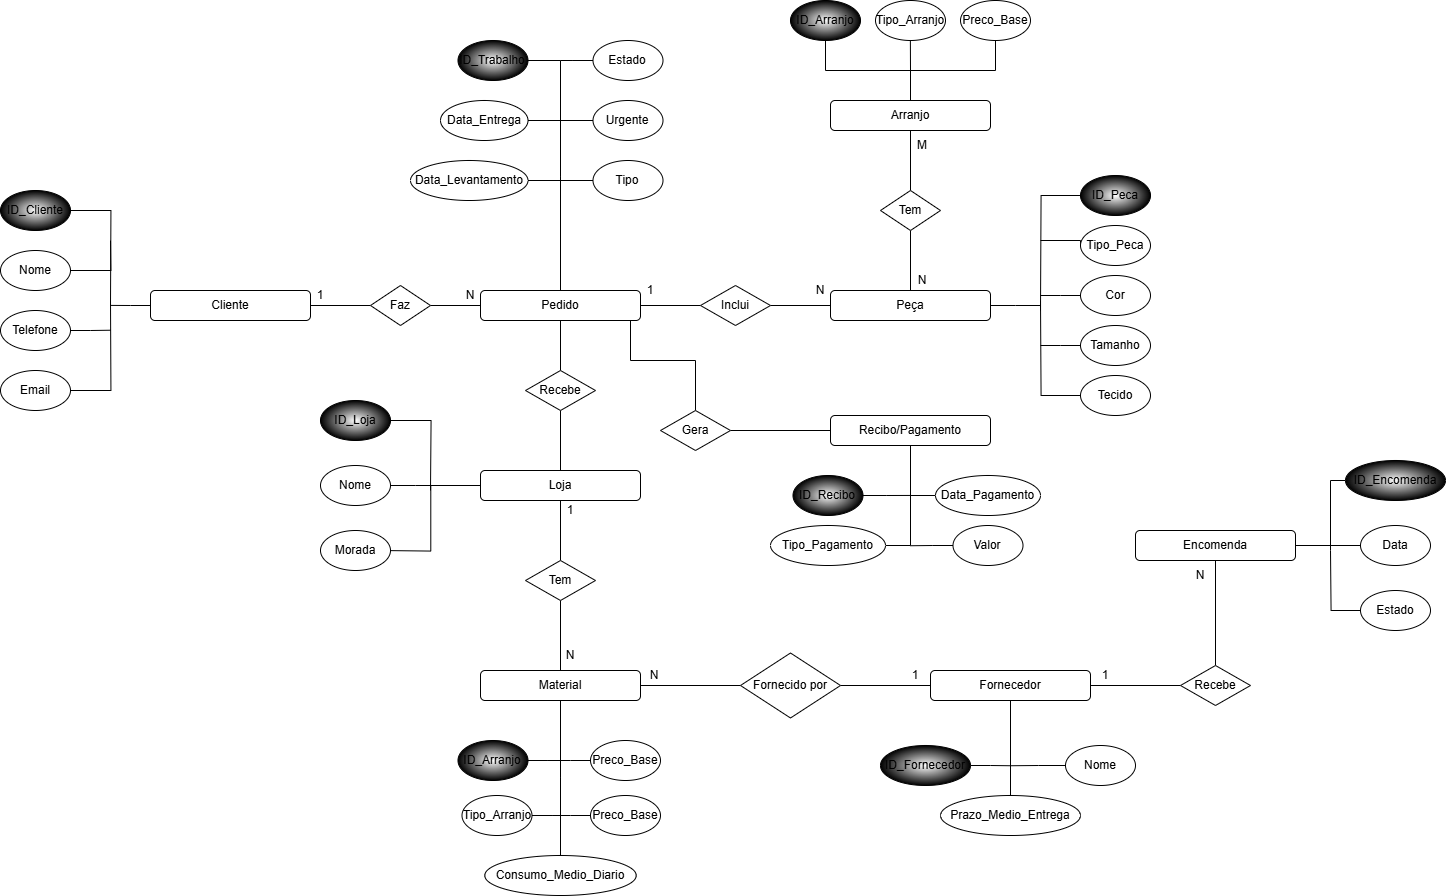 ID_Arranjo
Tipo_Arranjo
Preco_Base
ID_Trabalho
Estado
Data_Entrega
Urgente
Arranjo
M
Data_Levantamento
Tipo
ID_Cliente
Tem
ID_Peca
Nome
Tipo_Peca
Telefone
Cor
Email
Tamanho
Tecido
N
Cliente
1
Faz
N
Pedido
1
Inclui
N
Peça
Recebe
ID_Loja
Gera
Recibo/Pagamento
Nome
Loja
ID_Recibo
Data_Pagamento
ID_Encomenda
1
Morada
Tipo_Pagamento
Valor
Encomenda
Data
Tem
N
Estado
N
Material
N
Fornecido por
1
Fornecedor
1
Recebe
ID_Arranjo
Preco_Base
ID_Fornecedor
Nome
Tipo_Arranjo
Preco_Base
Prazo_Medio_Entrega
Consumo_Medio_Diario